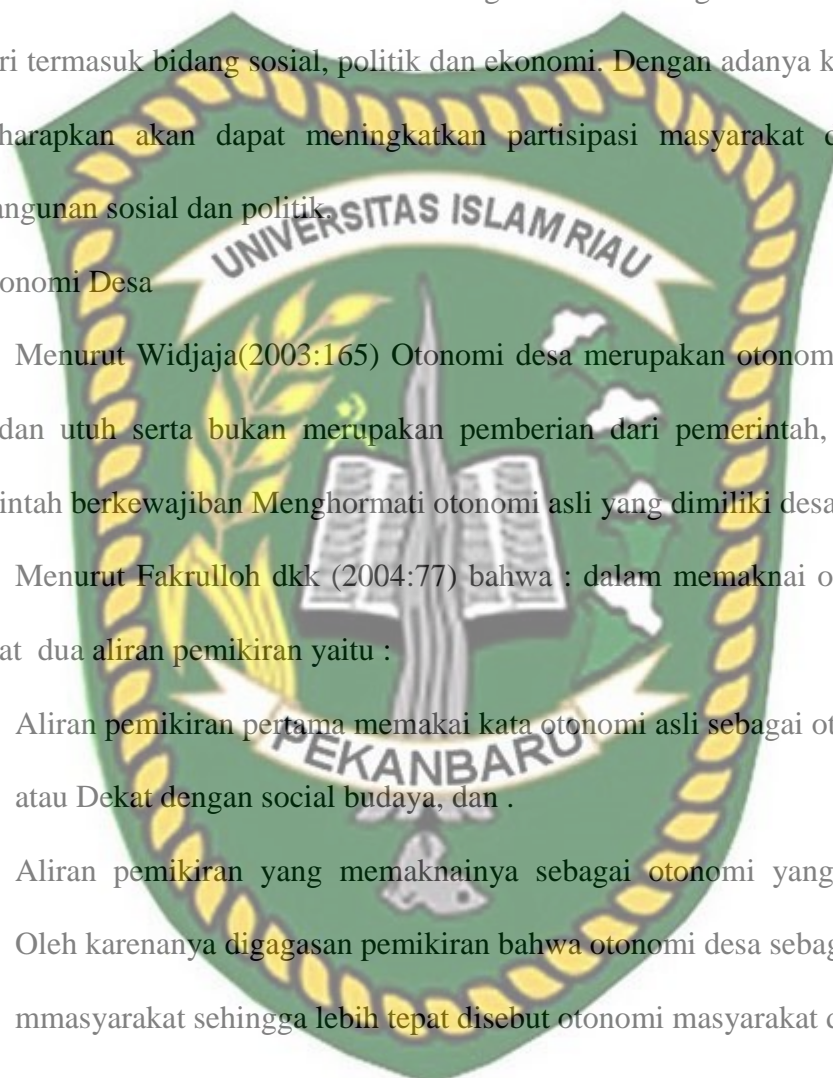 ri termasuk bidang sosial, politik dan ekonomi. Dengan adanya k
harapkan akan dapat meningkatkan partisipasi masyarakat
angunan sosial dan politik.
UNIVERSITAS ISLAM RIAU
onomi Desa
Menurut Widjaja(2003:165) Otonomi desa merupakan otonom
dan utuh serta bukan merupakan pemberian dari pemerintah,
intah berkewajiban Menghormati otonomi asli yang dimiliki desa
Menurut Fakrulloh dkk (2004:77) bahwa : dalam memaknai o
at dua aliran pemikiran yaitu :
Aliran pemikiran pertama memakai kata otonomi asli sebagai ot
PEKANBARU
atau Dekat dengan social budaya, dan .
Aliran pemikiran yang memaknainya sebagai otonomi yang
Oleh karenanya digagasan pemikiran bahwa otonomi desa sebag
mmasyarakat sehingga lebih tepat disebut otonomi masyarakat d